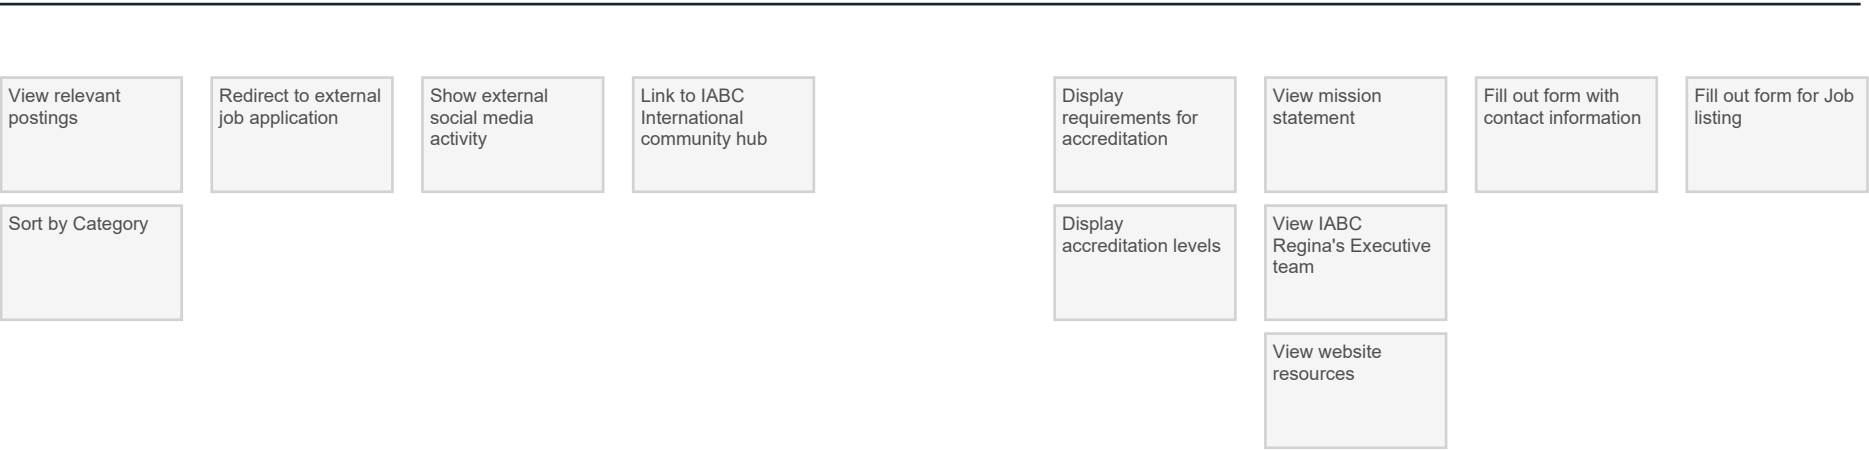 View relevant
postings
Redirect to external
job application
Show external
social media
activity
Link to IABC
International
community hub
Display
requirements for
accreditation
View mission
statement
Fill out form with
contact information
Fill out form for Job
listing
Sort by Category
Display
accreditation levels
View IABC
Regina's Executive
team
View website
resources